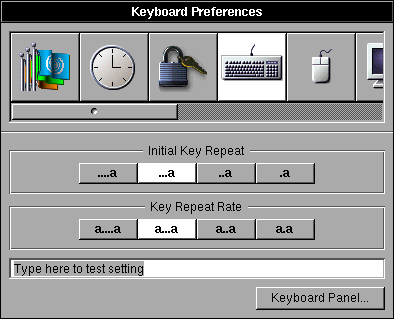 Keyboard Preferences
Initial Key Repeat
....a ...a ..a .a
Key Repeat Rate
a....a a...a a..a a.a
Type here to test setting
Keyboard Panel...